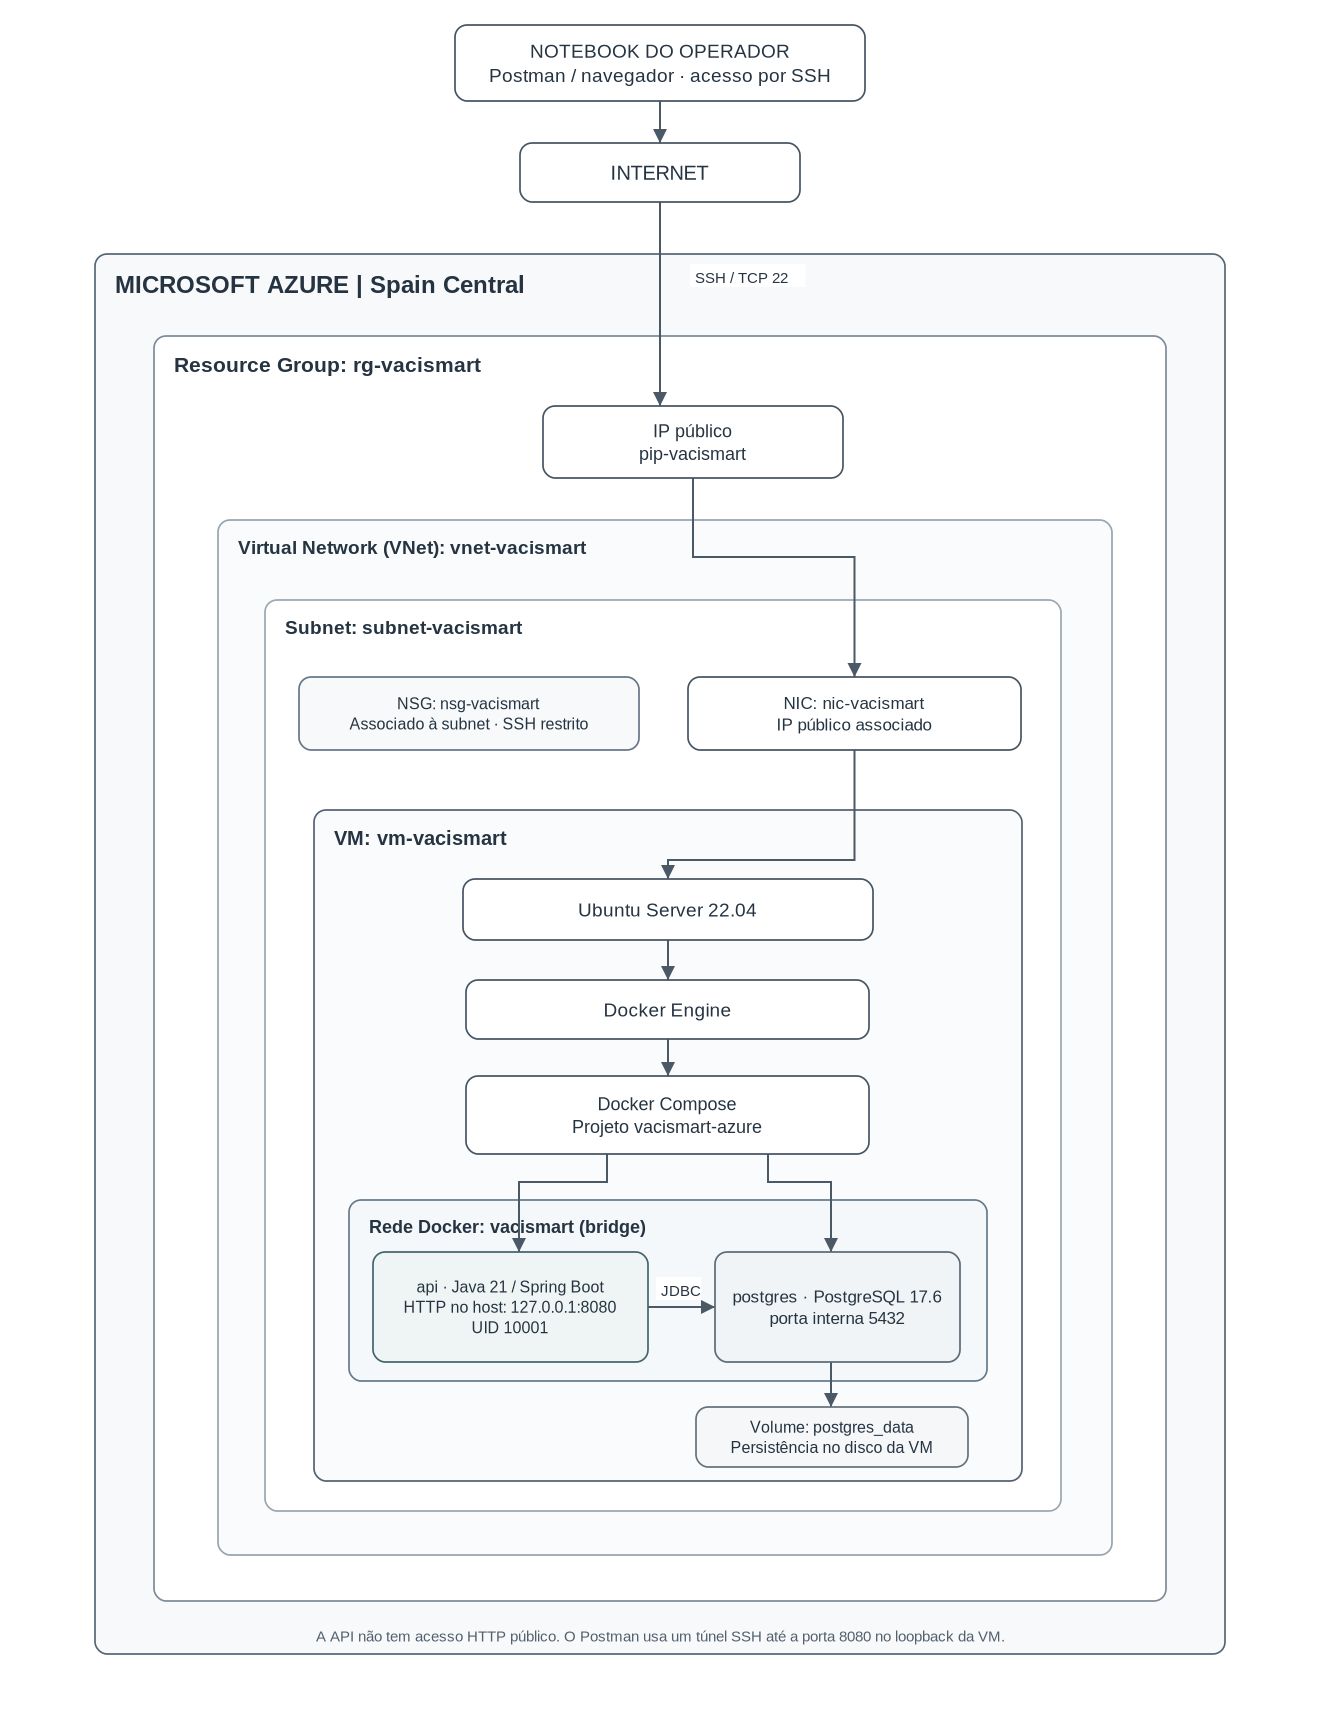 NOTEBOOK DO OPERADOR
Postman / navegador · acesso por SSH
INTERNET
SSH / TCP 22
MICROSOFT AZURE | Spain Central
Resource Group: rg-vacismart
IP público
pip-vacismart
Virtual Network (VNet): vnet-vacismart
Subnet: subnet-vacismart
NSG: nsg-vacismart
Associado à subnet · SSH restrito
NIC: nic-vacismart
IP público associado
VM: vm-vacismart
Ubuntu Server 22.04
Docker Engine
Docker Compose
Projeto vacismart-azure
Rede Docker: vacismart (bridge)
api · Java 21 / Spring Boot
HTTP no host: 127.0.0.1:8080
UID 10001
JDBC
postgres · PostgreSQL 17.6
porta interna 5432
Volume: postgres_data
Persistência no disco da VM
A API não tem acesso HTTP público. O Postman usa um túnel SSH até a porta 8080 no loopback da VM.